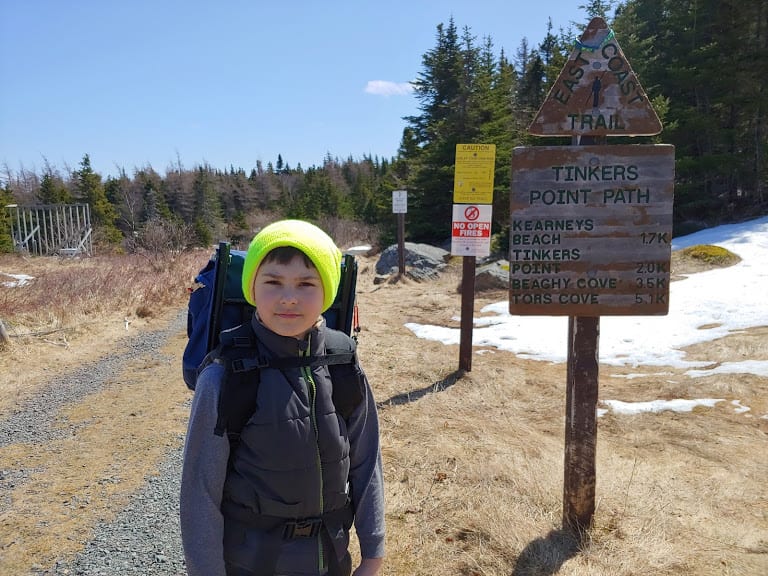 EAST COAST
TRAIL
TINKERS
POINT PATH
KEARNEYS
BEACH 1.7K
TINKERS
POINT 2.0K
BEACHY COVE 3.5K
TORS COVE 5.1K
CAUTION
NO OPEN
FIRES